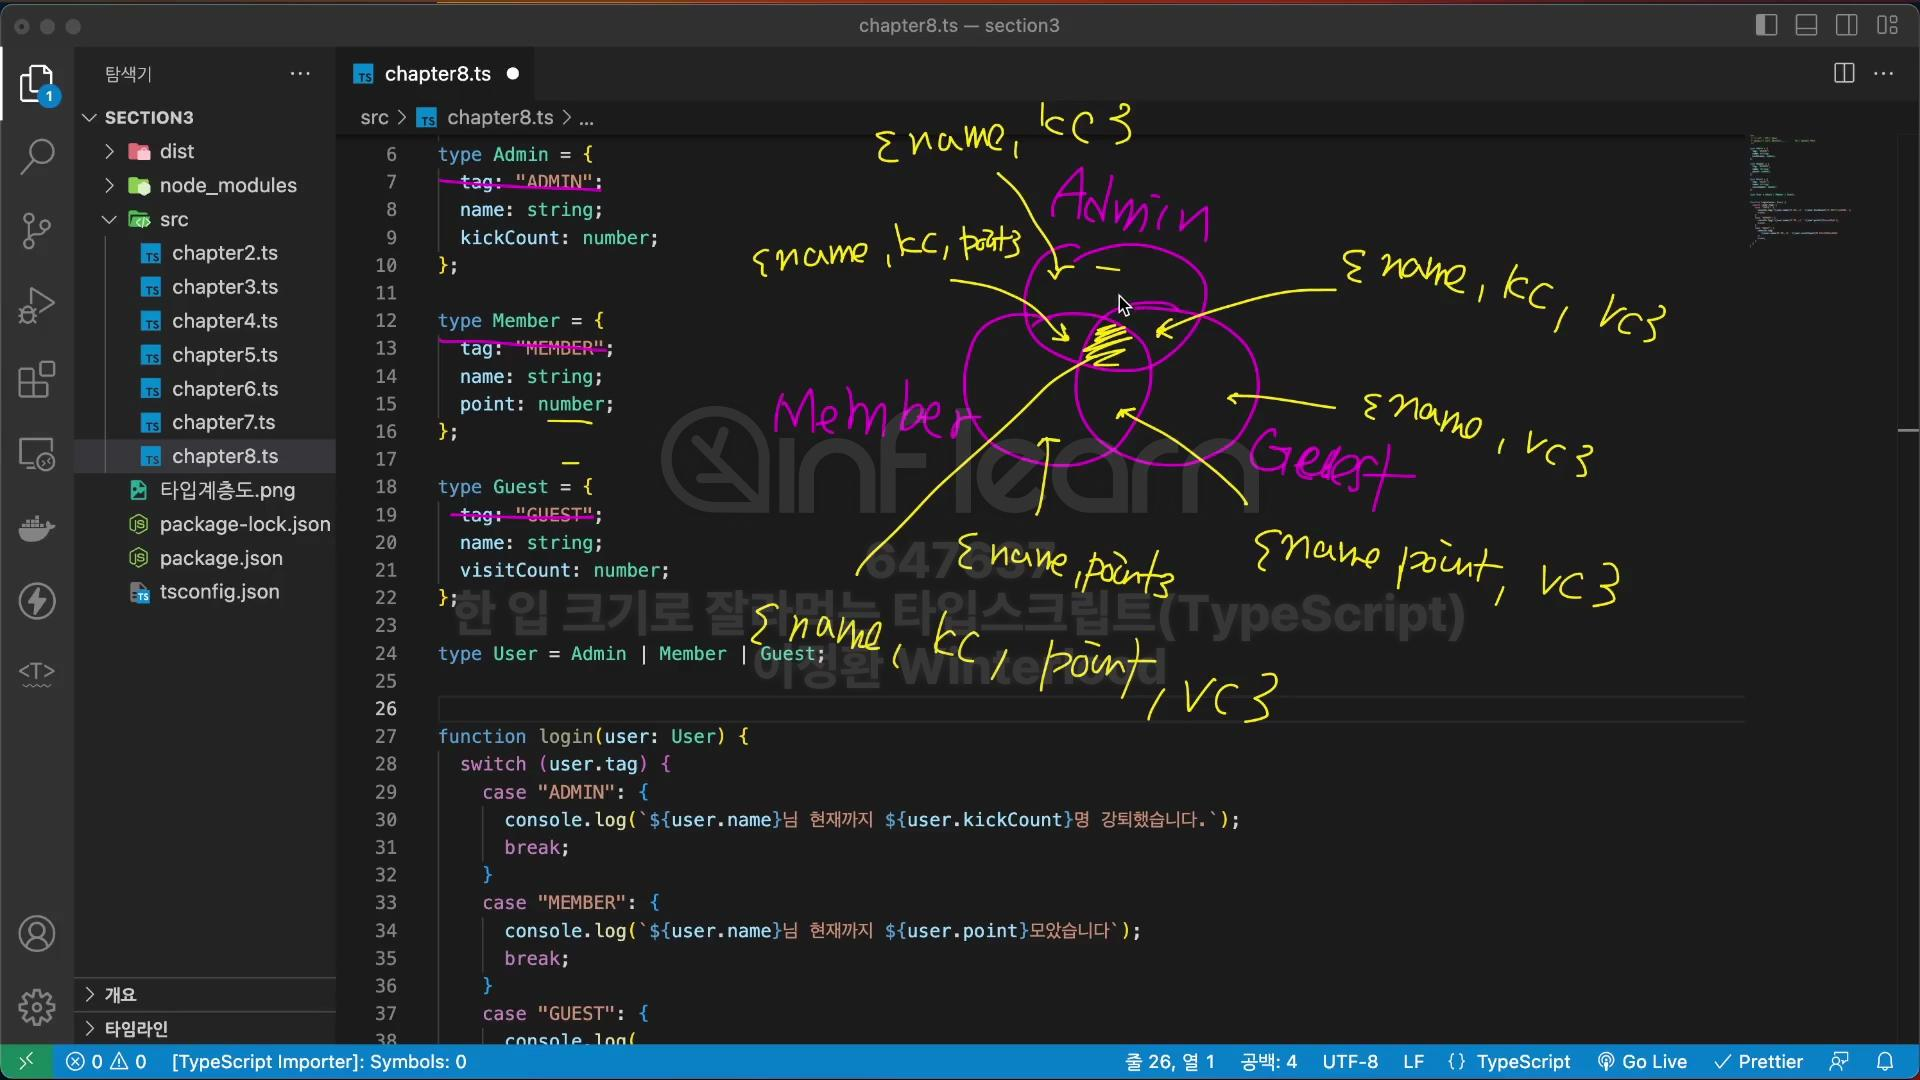 chapter8.ts — section3
탐색기
chapter8.ts
1
SECTION3
src > chapter8.ts > ...
dist
node_modules
src
chapter2.ts
chapter3.ts
chapter4.ts
chapter5.ts
chapter6.ts
chapter7.ts
chapter8.ts
타입계층도.png
package-lock.json
package.json
tsconfig.json
개요
타임라인
6 type Admin = {
7 tag: "ADMIN";
8 name: string;
9 kickCount: number;
10 };
11
12 type Member = {
13 tag: "MEMBER";
14 name: string;
15 point: number;
16 };
17
18 type Guest = {
19 tag: "GUEST";
20 name: string;
21 visitCount: number;
22 };
23
24 type User = Admin | Member | Guest;
25
26
27 function login(user: User) {
28 switch (user.tag) {
29 case "ADMIN": {
30 console.log(`${user.name}님 현재까지 ${user.kickCount}명 강퇴했습니다.`);
31 break;
32 }
33 case "MEMBER": {
34 console.log(`${user.name}님 현재까지 ${user.point}모았습니다`);
35 break;
36 }
37 case "GUEST": {
38 console.log(
{name, kc}
Admin
{name, kc, point}
{name, kc, vc}
Member
{name, vc}
Guest
{name, point}
{name point, vc}
{name, kc, point, vc}
inflearn
647637
한 입 크기로 잘라먹는 타입스크립트(TypeScript)
이정환 Winterlood
0 0 [TypeScript Importer]: Symbols: 0
줄 26, 열 1 공백: 4 UTF-8 LF {} TypeScript Go Live Prettier